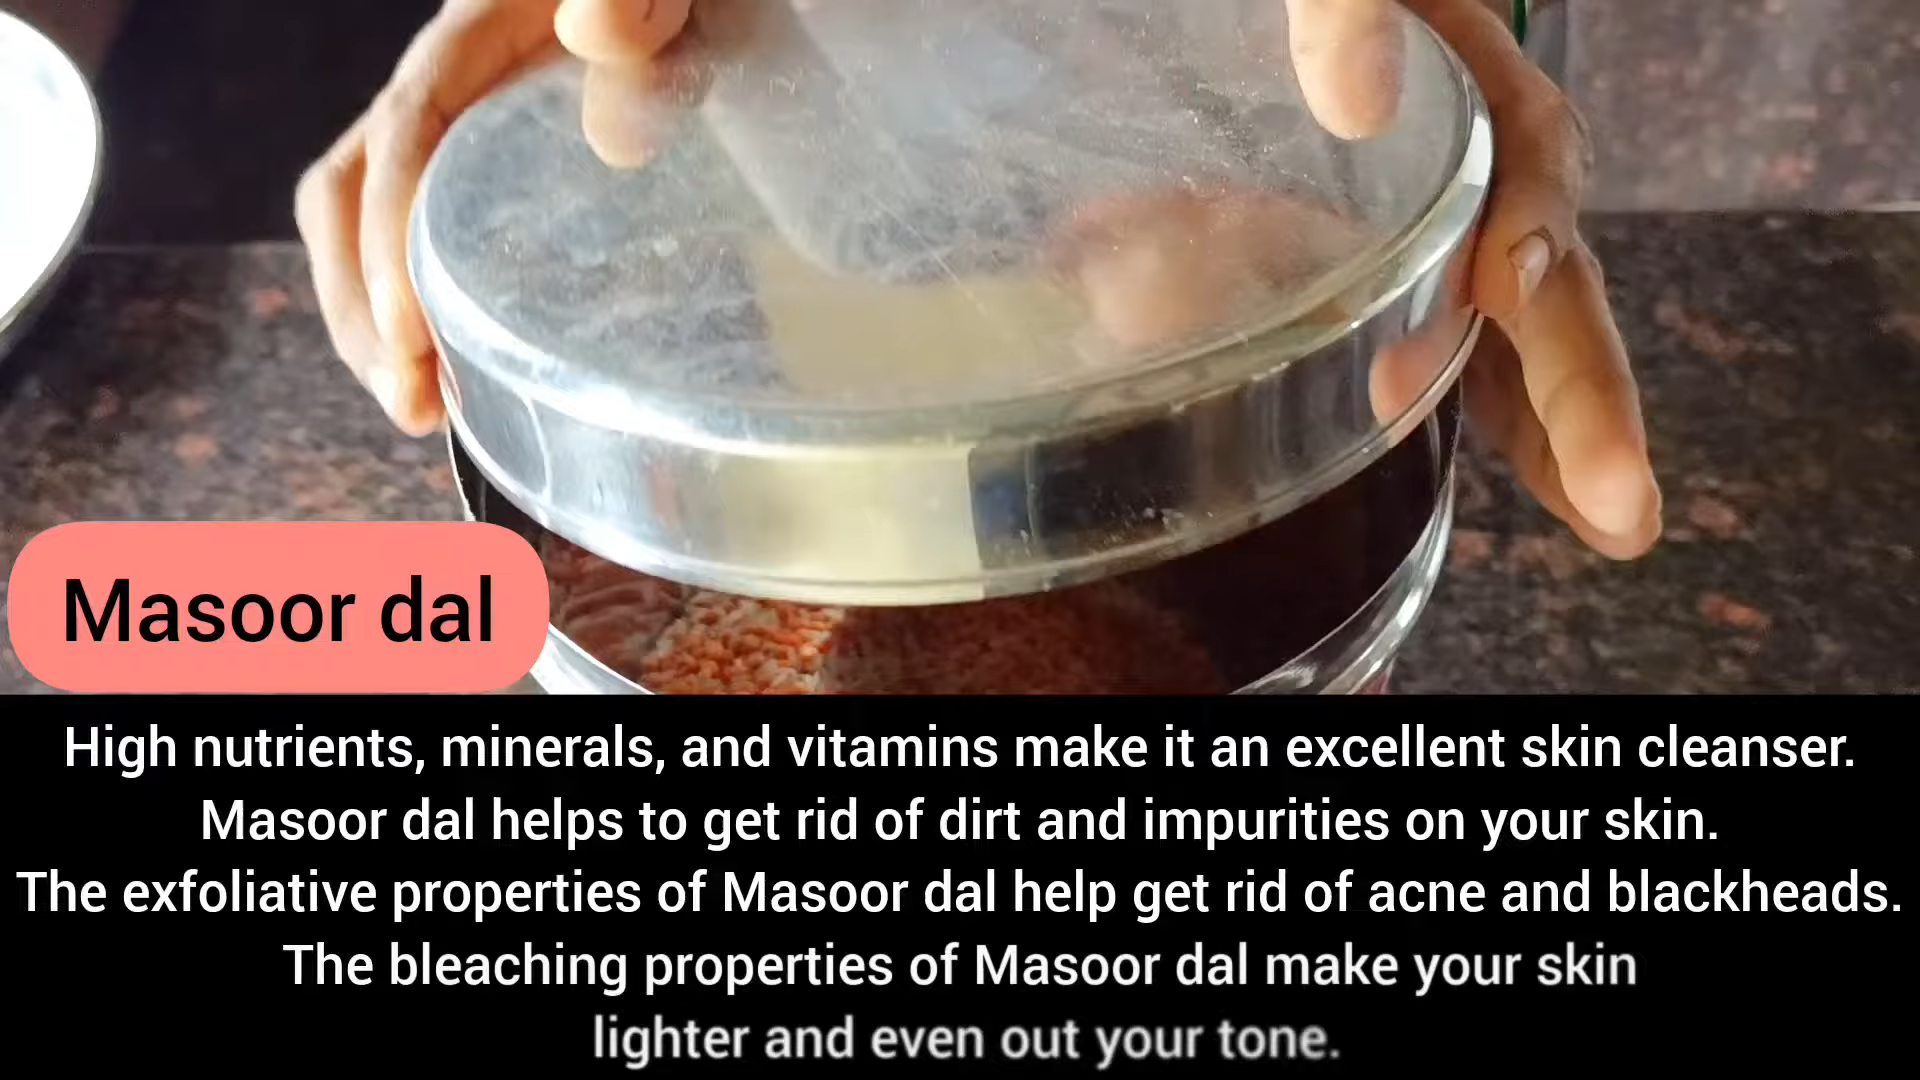 Masoor dal
High nutrients, minerals, and vitamins make it an excellent skin cleanser.
Masoor dal helps to get rid of dirt and impurities on your skin.
The exfoliative properties of Masoor dal help get rid of acne and blackheads.
The bleaching properties of Masoor dal make your skin
lighter and even out your tone.